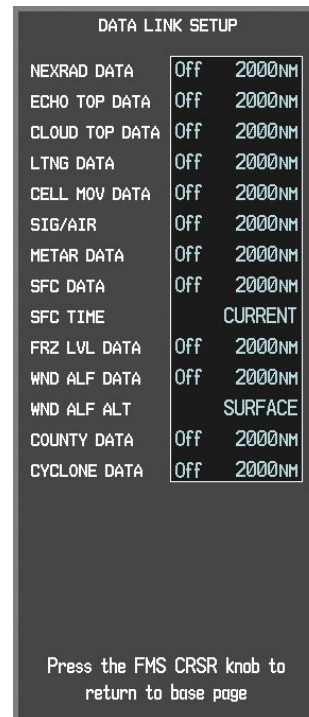 DATA LINK SETUP
NEXRAD DATA Off 2000NM
ECHO TOP DATA Off 2000NM
CLOUD TOP DATA Off 2000NM
LTNG DATA Off 2000NM
CELL MOV DATA Off 2000NM
SIG/AIR Off 2000NM
METAR DATA Off 2000NM
SFC DATA Off 2000NM
SFC TIME CURRENT
FRZ LVL DATA Off 2000NM
WND ALF DATA Off 2000NM
WND ALF ALT SURFACE
COUNTY DATA Off 2000NM
CYCLONE DATA Off 2000NM
Press the FMS CRSR knob to
return to base page